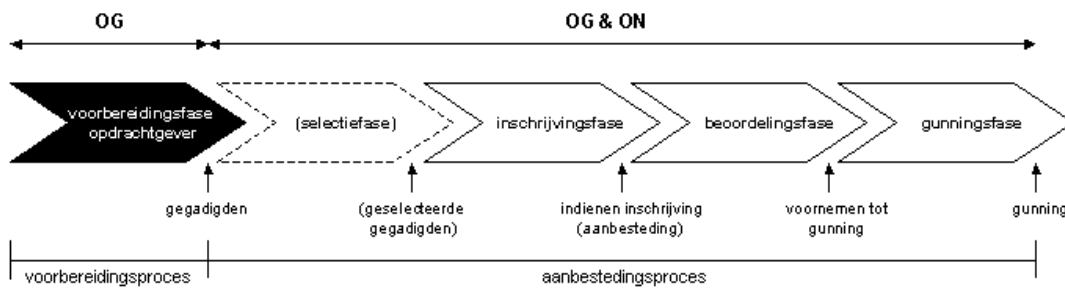 OG
OG & ON
voorbereidingsfase
opdrachtgever
(selectiefase)
inschrijvingsfase
beoordelingsfase
gunningsfase
gegadigden
(geselecteerde
gegadigden)
indienen inschrijving
(aanbesteding)
voornemen tot
gunning
gunning
voorbereidingsproces
aanbestedingsproces